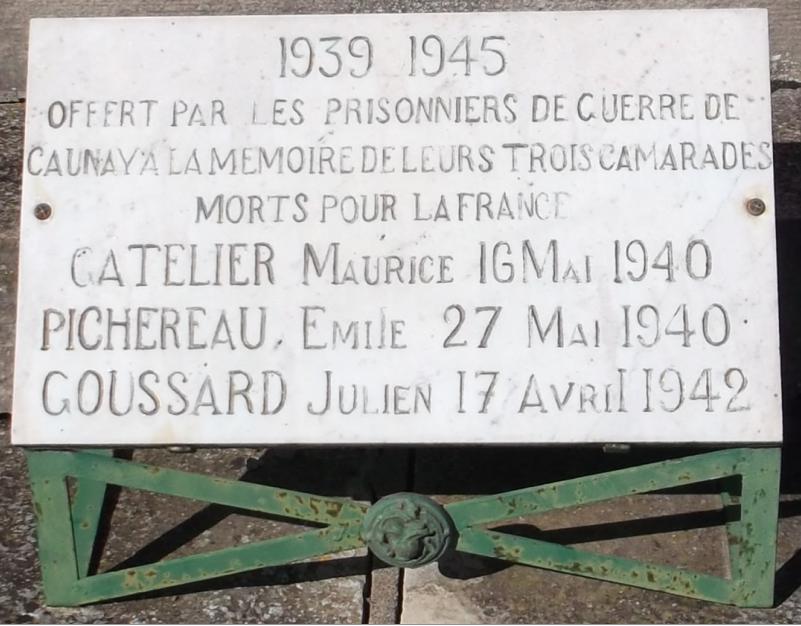 1939 1945
OFFERT PAR LES PRISONNIERS DE GUERRE DE
CAUNAY A LA MEMOIRE DE LEURS TROIS CAMARADES
MORTS POUR LA FRANCE
GATELIER MAURICE 16 MAI 1940
PICHEREAU. EMILE 27 MAI 1940.
GOUSSARD JULIEN 17 AVRIL 1942